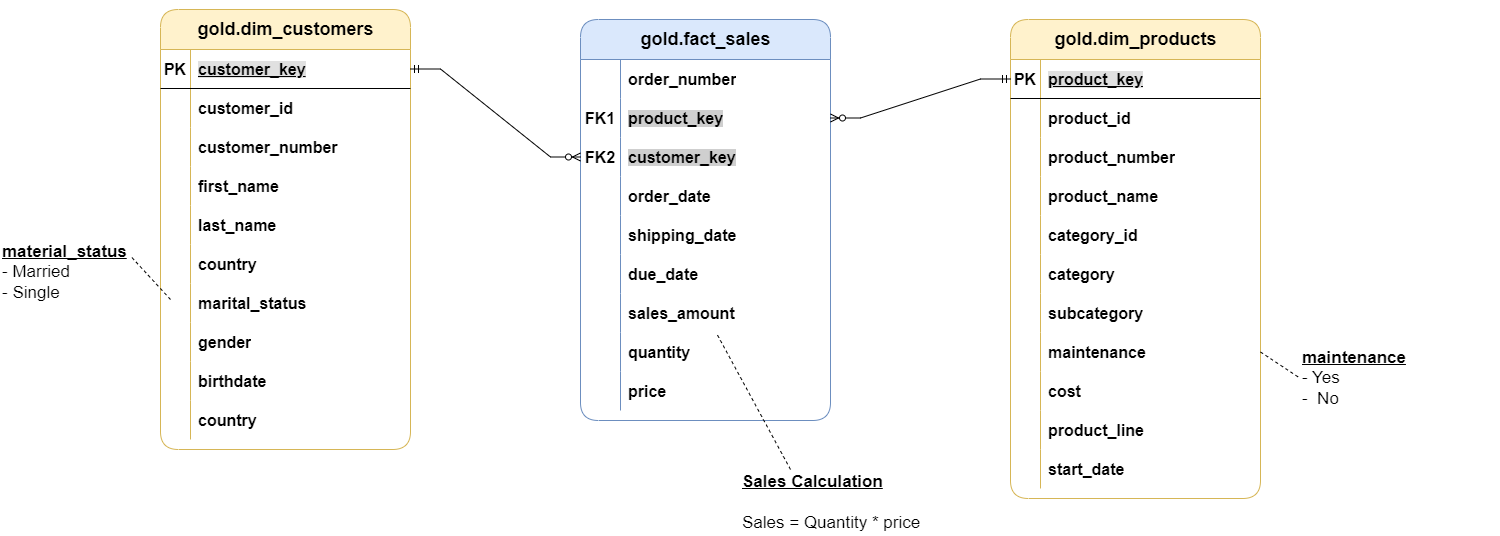 gold.dim_customers
PK customer_key
customer_id
customer_number
first_name
last_name
country
marital_status
gender
birthdate
country
material_status
- Married
- Single
gold.fact_sales
order_number
FK1 product_key
FK2 customer_key
order_date
shipping_date
due_date
sales_amount
quantity
price
Sales Calculation
Sales = Quantity * price
gold.dim_products
PK product_key
product_id
product_number
product_name
category_id
category
subcategory
maintenance
cost
product_line
start_date
maintenance
- Yes
- No